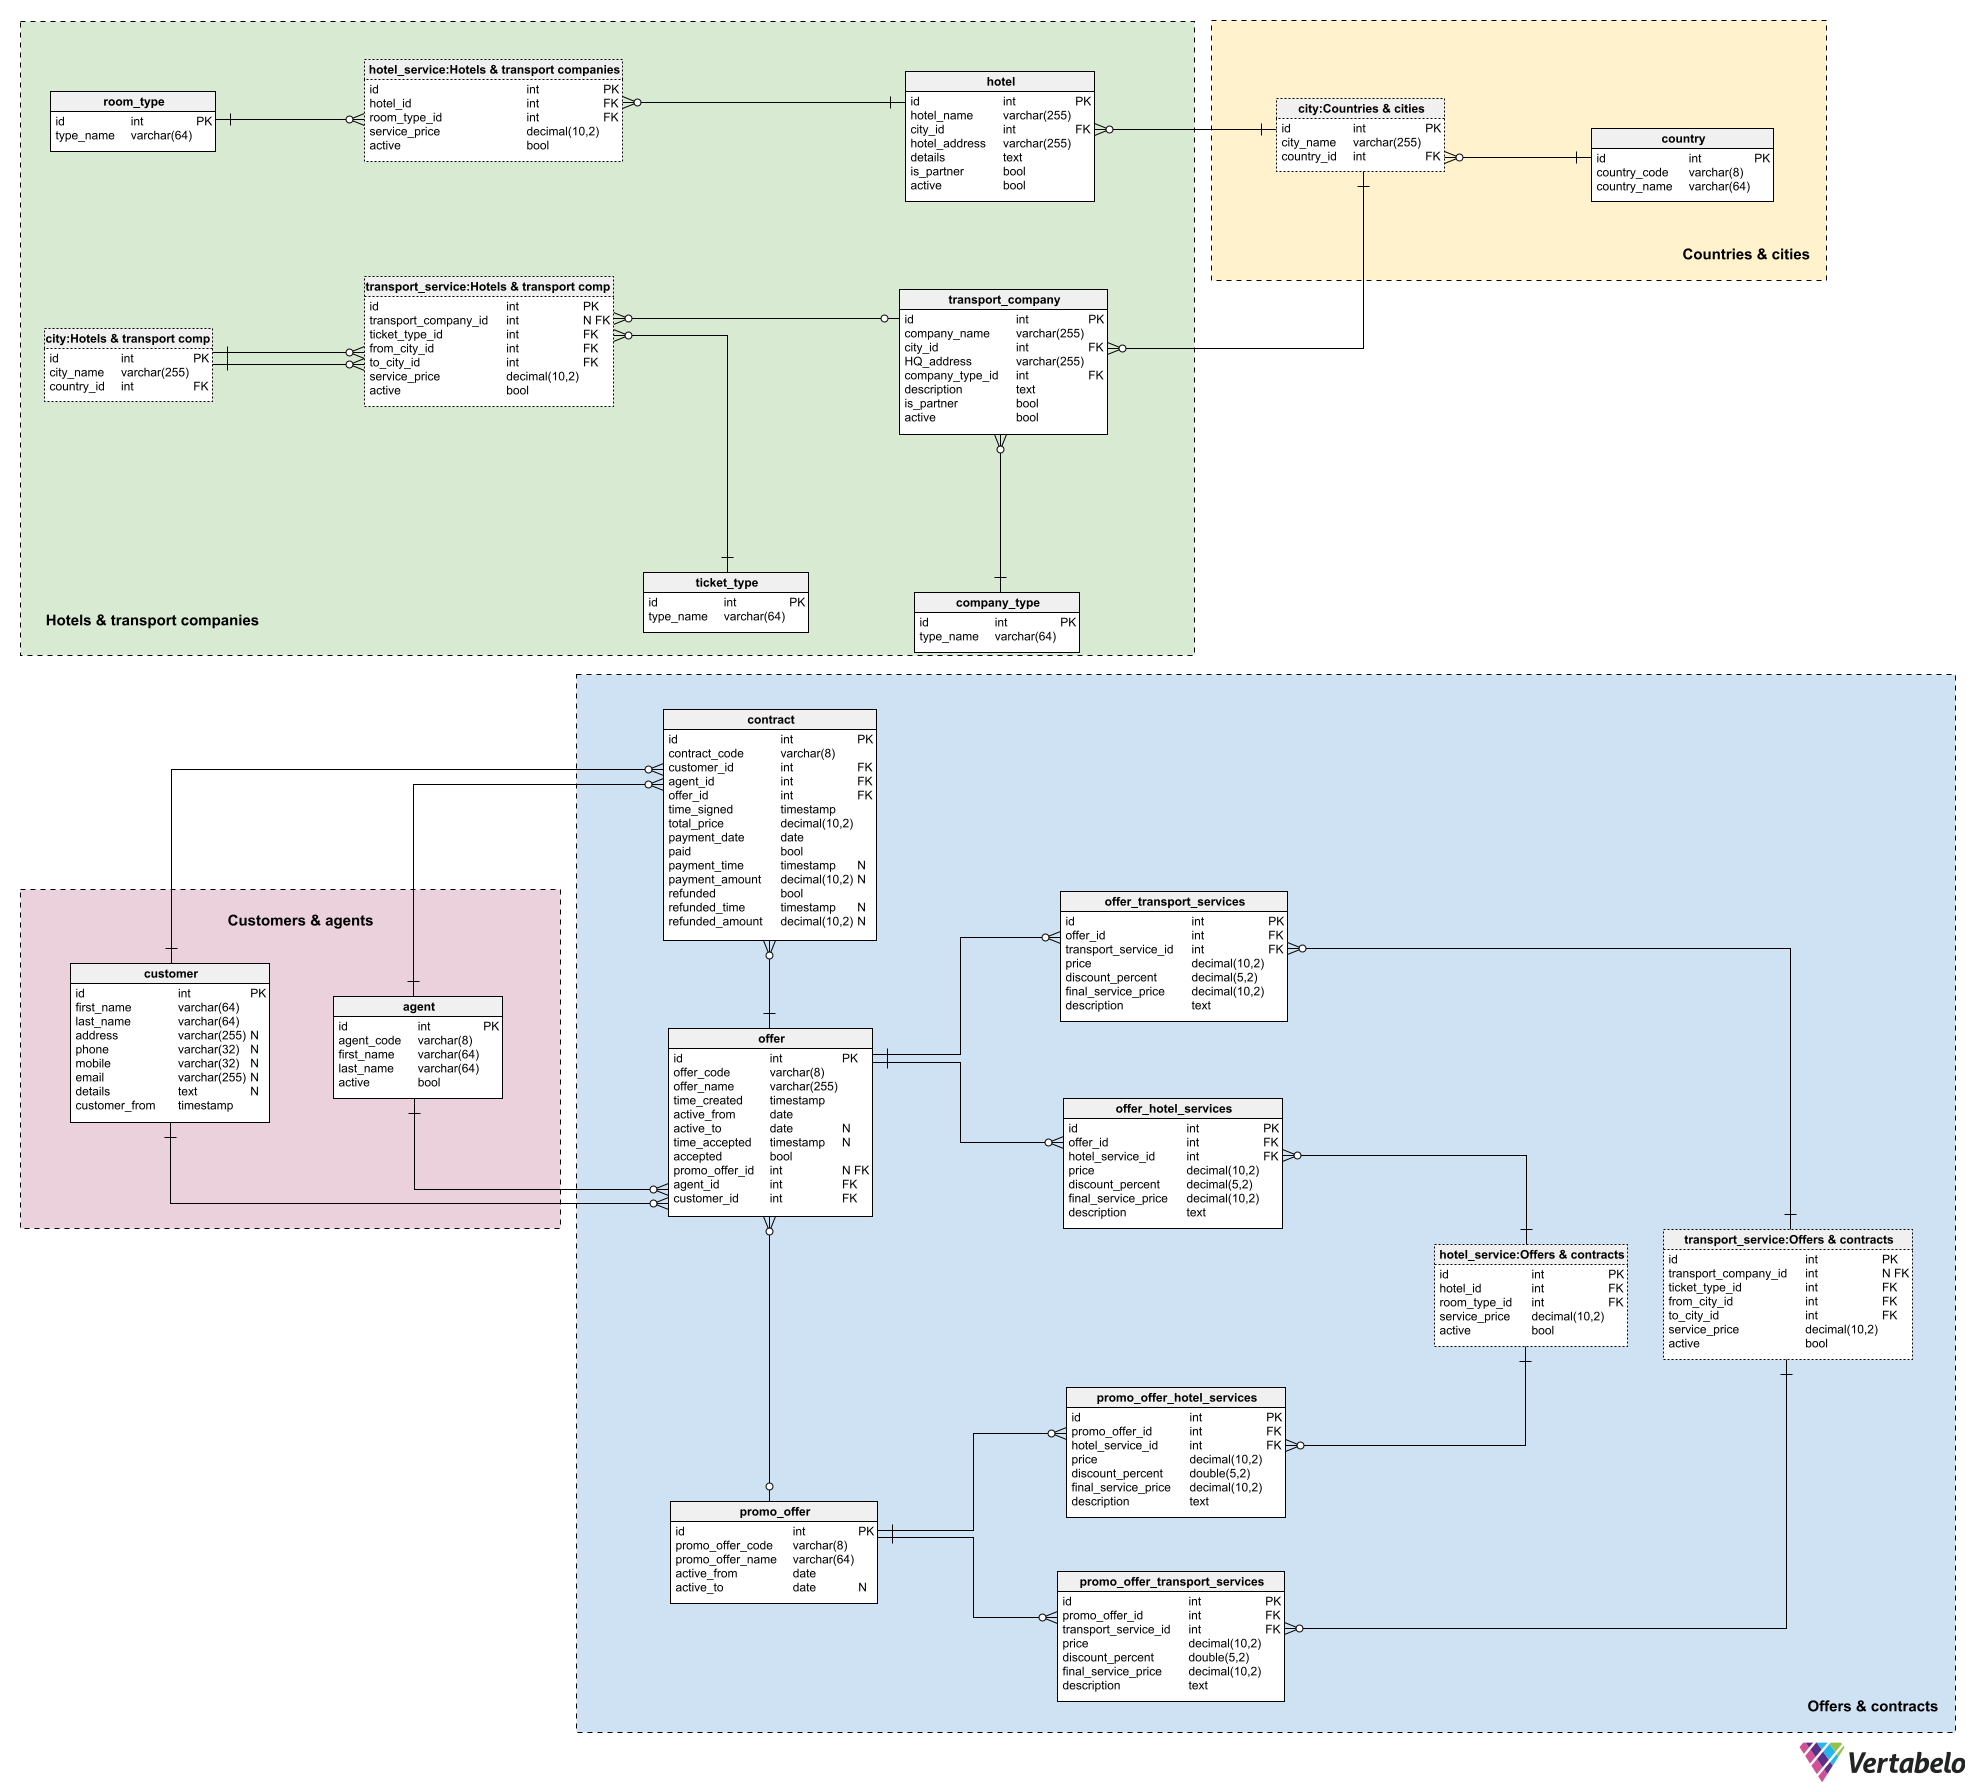 room_type
id int PK
type_name varchar(64)
hotel_service:Hotels & transport companies
id int PK
hotel_id int FK
room_type_id int FK
service_price decimal(10,2)
active bool
hotel
id int PK
hotel_name varchar(255)
city_id int FK
hotel_address varchar(255)
details text
is_partner bool
active bool
city:Countries & cities
id int PK
city_name varchar(255)
country_id int FK
country
id int PK
country_code varchar(8)
country_name varchar(64)
Countries & cities
city:Hotels & transport comp
id int PK
city_name varchar(255)
country_id int FK
transport_service:Hotels & transport comp
id int PK
transport_company_id int N FK
ticket_type_id int FK
from_city_id int FK
to_city_id int FK
service_price decimal(10,2)
active bool
transport_company
id int PK
company_name varchar(255)
city_id int FK
HQ_address varchar(255)
company_type_id int FK
description text
is_partner bool
active bool
ticket_type
id int PK
type_name varchar(64)
company_type
id int PK
type_name varchar(64)
Hotels & transport companies
contract
id int PK
contract_code varchar(8)
customer_id int FK
agent_id int FK
offer_id int FK
time_signed timestamp
total_price decimal(10,2)
payment_date date
paid bool
payment_time timestamp N
payment_amount decimal(10,2) N
refunded bool
refunded_time timestamp N
refunded_amount decimal(10,2) N
Customers & agents
customer
id int PK
first_name varchar(64)
last_name varchar(64)
address varchar(255) N
phone varchar(32) N
mobile varchar(32) N
email varchar(255) N
details text N
customer_from timestamp
agent
id int PK
agent_code varchar(8)
first_name varchar(64)
last_name varchar(64)
active bool
offer
id int PK
offer_code varchar(8)
offer_name varchar(255)
time_created timestamp
active_from date
active_to date N
time_accepted timestamp N
accepted bool
promo_offer_id int N FK
agent_id int FK
customer_id int FK
offer_transport_services
id int PK
offer_id int FK
transport_service_id int FK
price decimal(10,2)
discount_percent decimal(5,2)
final_service_price decimal(10,2)
description text
offer_hotel_services
id int PK
offer_id int FK
hotel_service_id int FK
price decimal(10,2)
discount_percent decimal(5,2)
final_service_price decimal(10,2)
description text
hotel_service:Offers & contracts
id int PK
hotel_id int FK
room_type_id int FK
service_price decimal(10,2)
active bool
transport_service:Offers & contracts
id int PK
transport_company_id int N FK
ticket_type_id int FK
from_city_id int FK
to_city_id int FK
service_price decimal(10,2)
active bool
promo_offer_hotel_services
id int PK
promo_offer_id int FK
hotel_service_id int FK
price decimal(10,2)
discount_percent double(5,2)
final_service_price decimal(10,2)
description text
promo_offer
id int PK
promo_offer_code varchar(8)
promo_offer_name varchar(64)
active_from date
active_to date N
promo_offer_transport_services
id int PK
promo_offer_id int FK
transport_service_id int FK
price decimal(10,2)
discount_percent double(5,2)
final_service_price decimal(10,2)
description text
Offers & contracts
Vertabelo